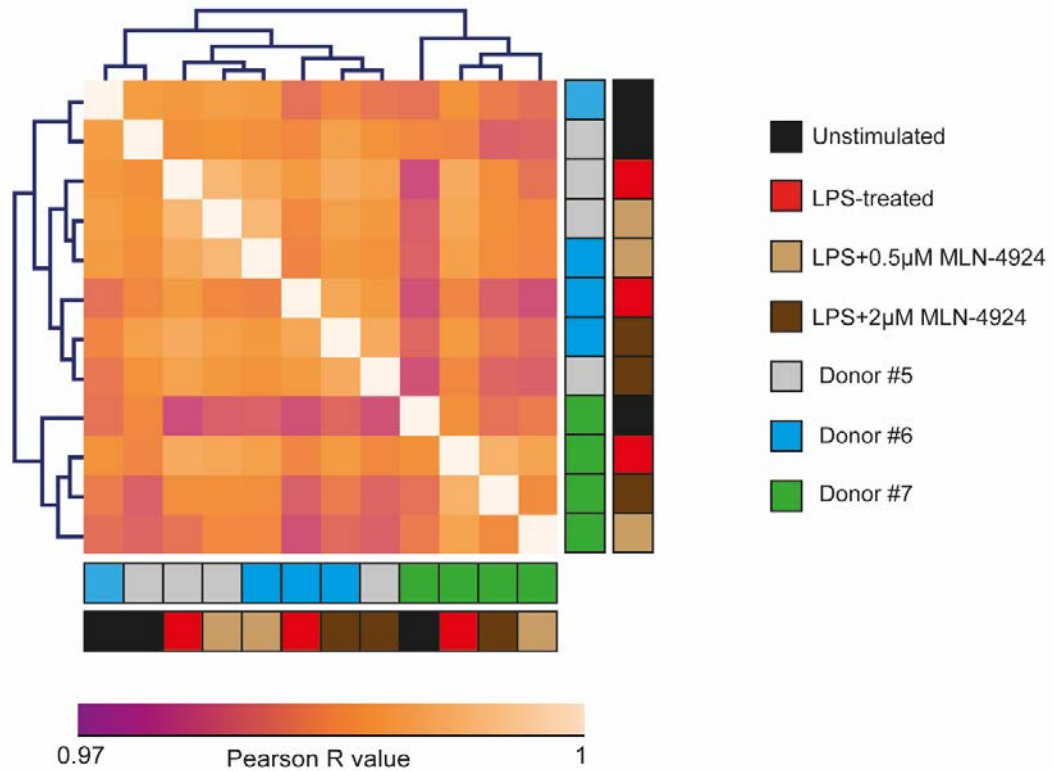 Unstimulated
LPS-treated
LPS+0.5µM MLN-4924
LPS+2µM MLN-4924
Donor #5
Donor #6
Donor #7
0.97 Pearson R value 1